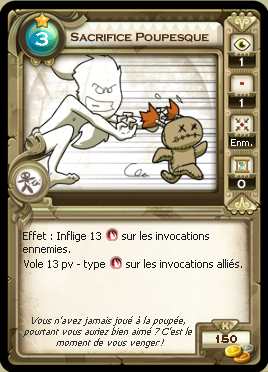 3
SACRIFICE POUPESQUE
1
1
Enm.
0
Effet : Inflige 13 sur les invocations
ennemies.
Vole 13 pv - type sur les invocations alliés.
Vous n'avez jamais joué à la poupée,
pourtant vous auriez bien aimé ? C'est le
moment de vous venger !
K
150